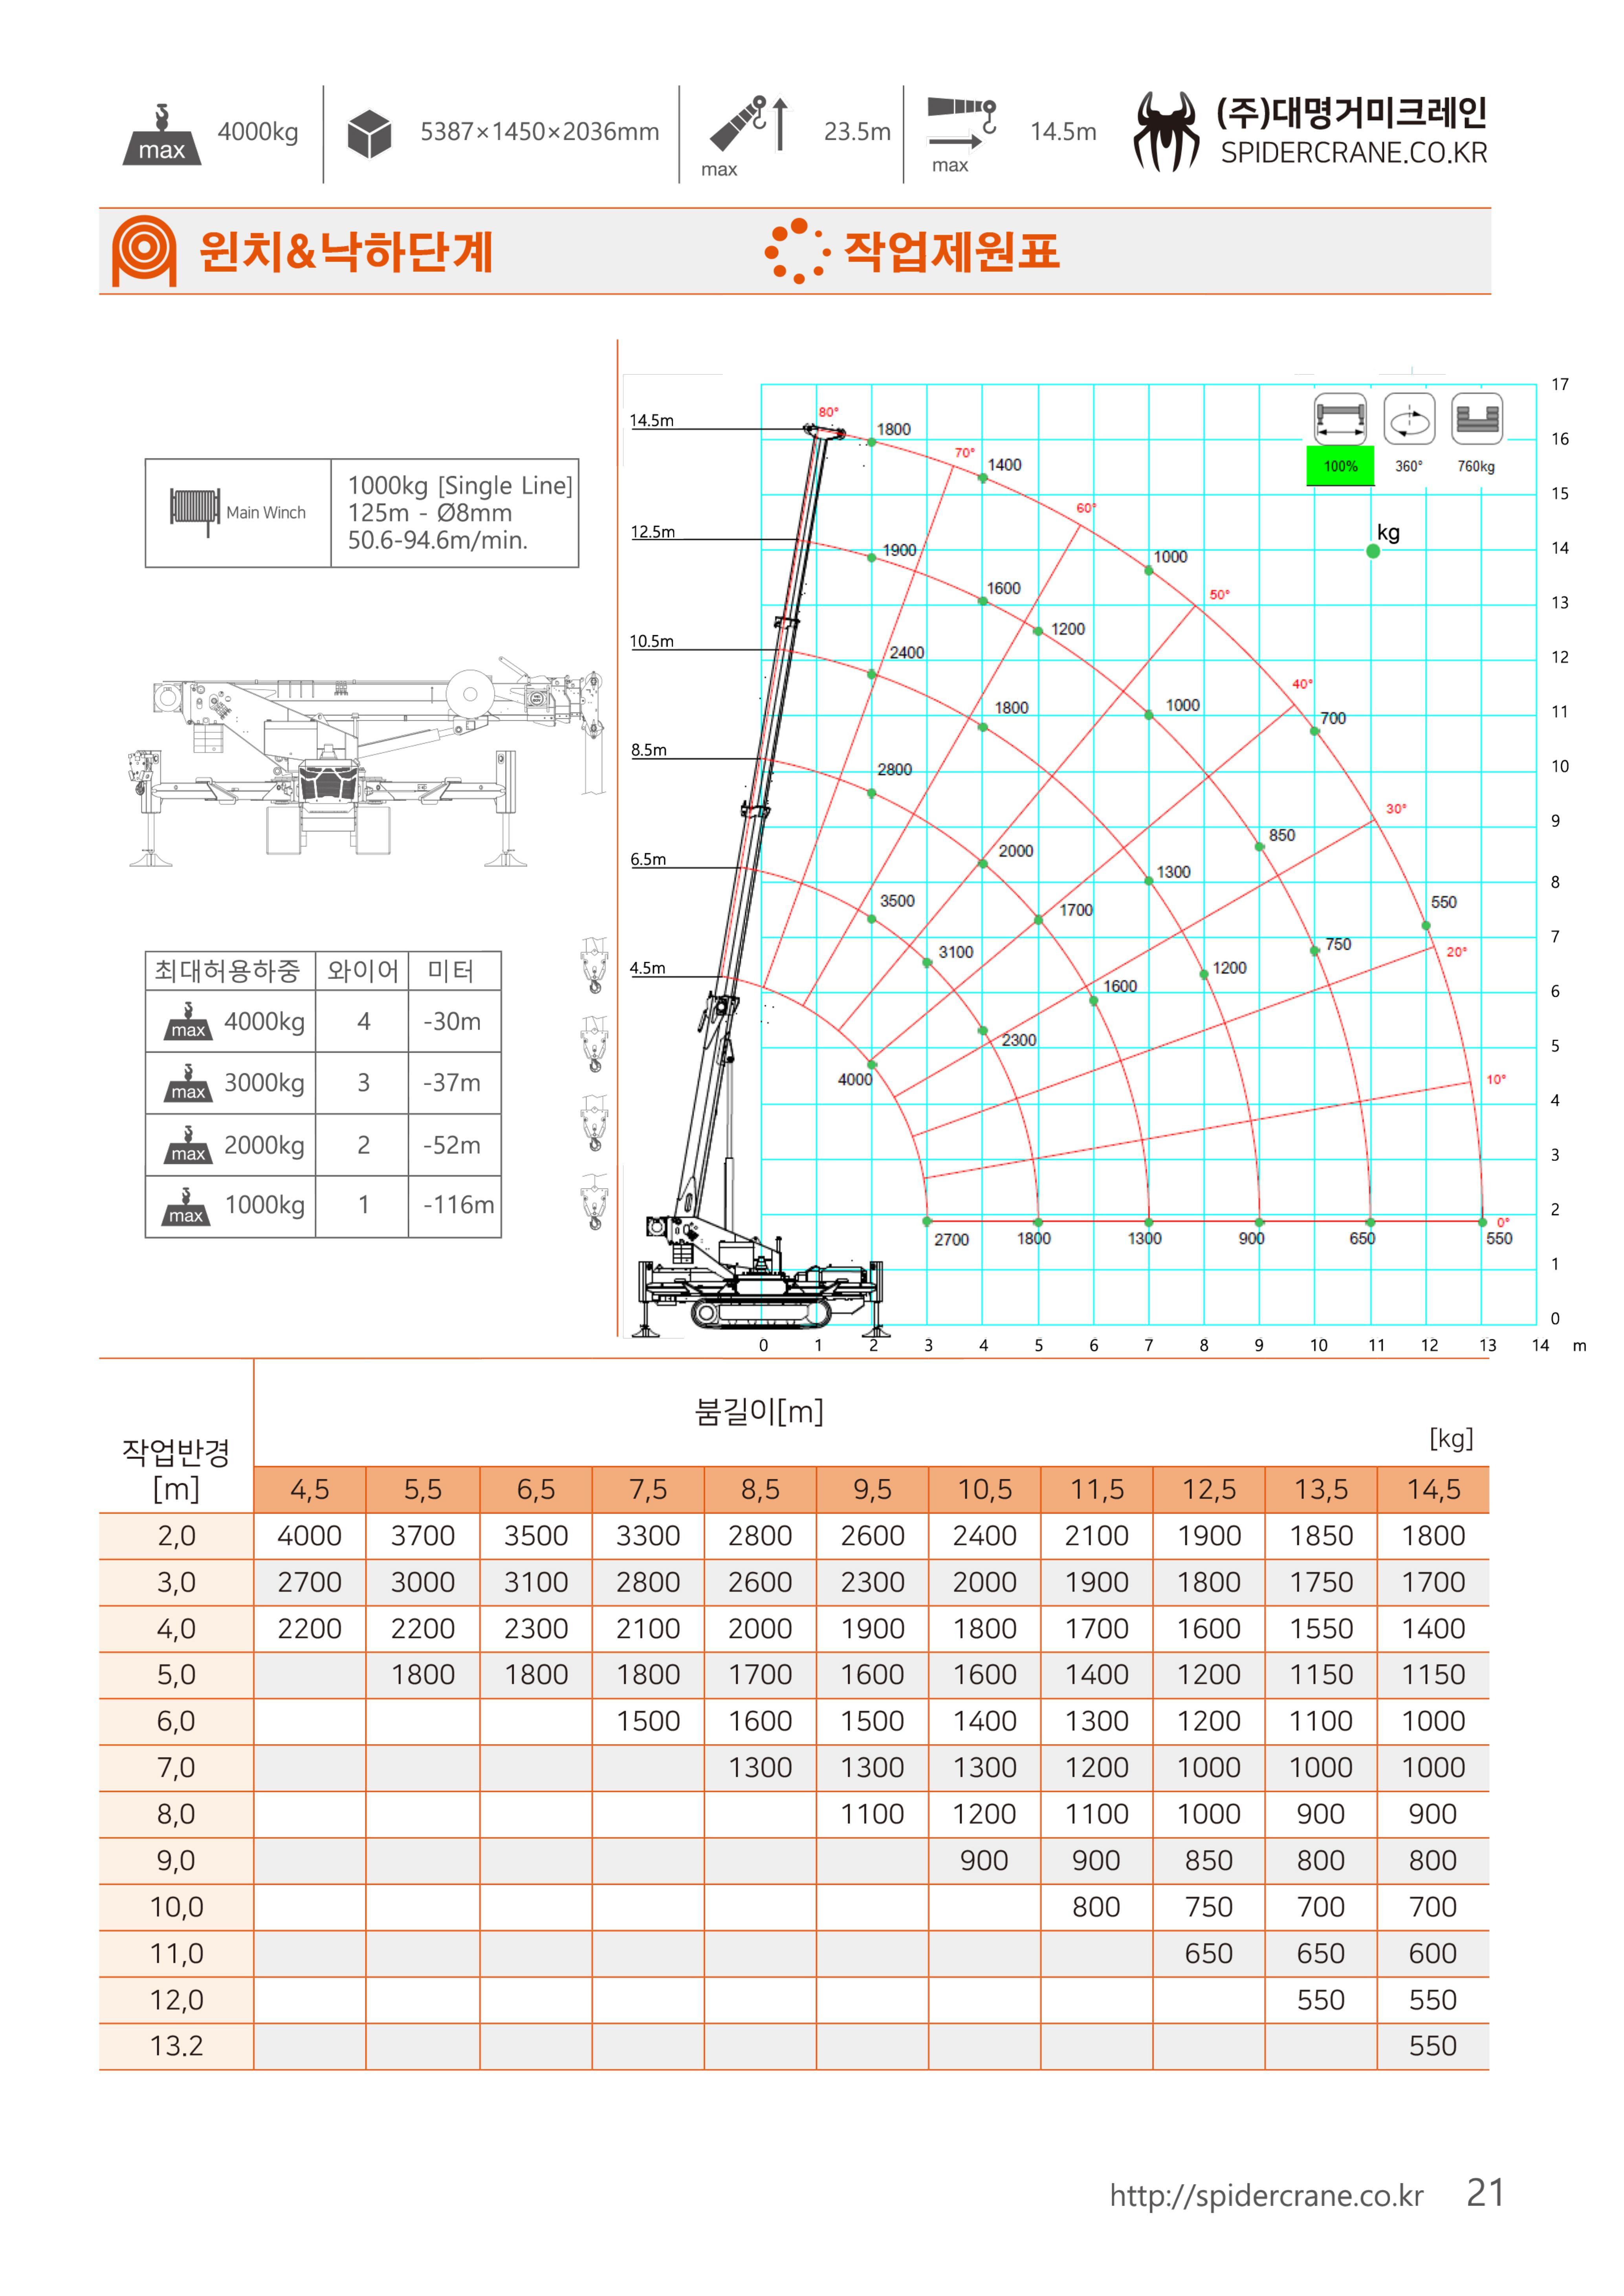 max 4000kg
5387×1450×2036mm
max 23.5m
max 14.5m
(주)대명거미크레인
SPIDERCRANE.CO.KR
윈치&낙하단계
작업제원표
Main Winch
1000kg [Single Line]
125m - Ø8mm
50.6-94.6m/min.
최대허용하중 와이어 미터
max 4000kg 4 -30m
max 3000kg 3 -37m
max 2000kg 2 -52m
max 1000kg 1 -116m
14.5m
12.5m
10.5m
8.5m
6.5m
4.5m
80°
70°
60°
50°
40°
30°
20°
10°
0°
1800
1400
1000
700
550
1900
1600
1200
1000
850
750
2400
1800
1300
1200
2800
2000
1700
1600
3500
3100
2300
4000
2700 1800 1300 900 650 550
100% 360° 760kg
kg
17
16
15
14
13
12
11
10
9
8
7
6
5
4
3
2
1
0
0 1 2 3 4 5 6 7 8 9 10 11 12 13 14 m
붐길이[m]
[kg]
작업반경
[m]
4,5 5,5 6,5 7,5 8,5 9,5 10,5 11,5 12,5 13,5 14,5
2,0 4000 3700 3500 3300 2800 2600 2400 2100 1900 1850 1800
3,0 2700 3000 3100 2800 2600 2300 2000 1900 1800 1750 1700
4,0 2200 2200 2300 2100 2000 1900 1800 1700 1600 1550 1400
5,0 1800 1800 1800 1700 1600 1600 1400 1200 1150 1150
6,0 1500 1600 1500 1400 1300 1200 1100 1000
7,0 1300 1300 1300 1200 1000 1000 1000
8,0 1100 1200 1100 1000 900 900
9,0 900 900 850 800 800
10,0 800 750 700 700
11,0 650 650 600
12,0 550 550
13.2 550
http://spidercrane.co.kr 21